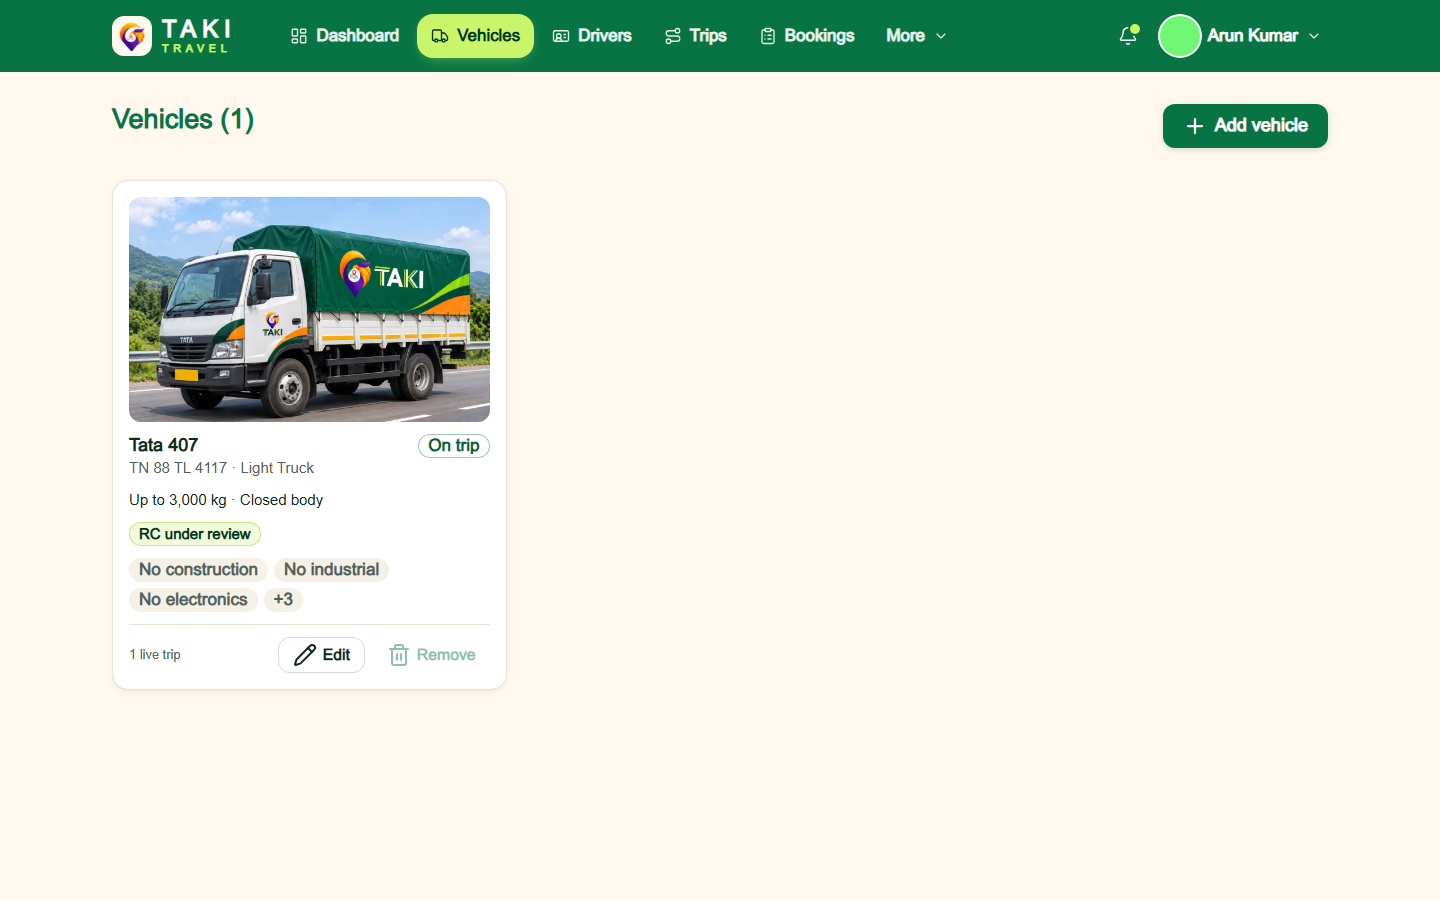 TAKI
TRAVEL
Dashboard
Vehicles
Drivers
Trips
Bookings
More
Arun Kumar
Vehicles (1)
Add vehicle
TAKI
TAKI
TATA
Tata 407
On trip
TN 88 TL 4117 · Light Truck
Up to 3,000 kg · Closed body
RC under review
No construction
No industrial
No electronics
+3
1 live trip
Edit
Remove